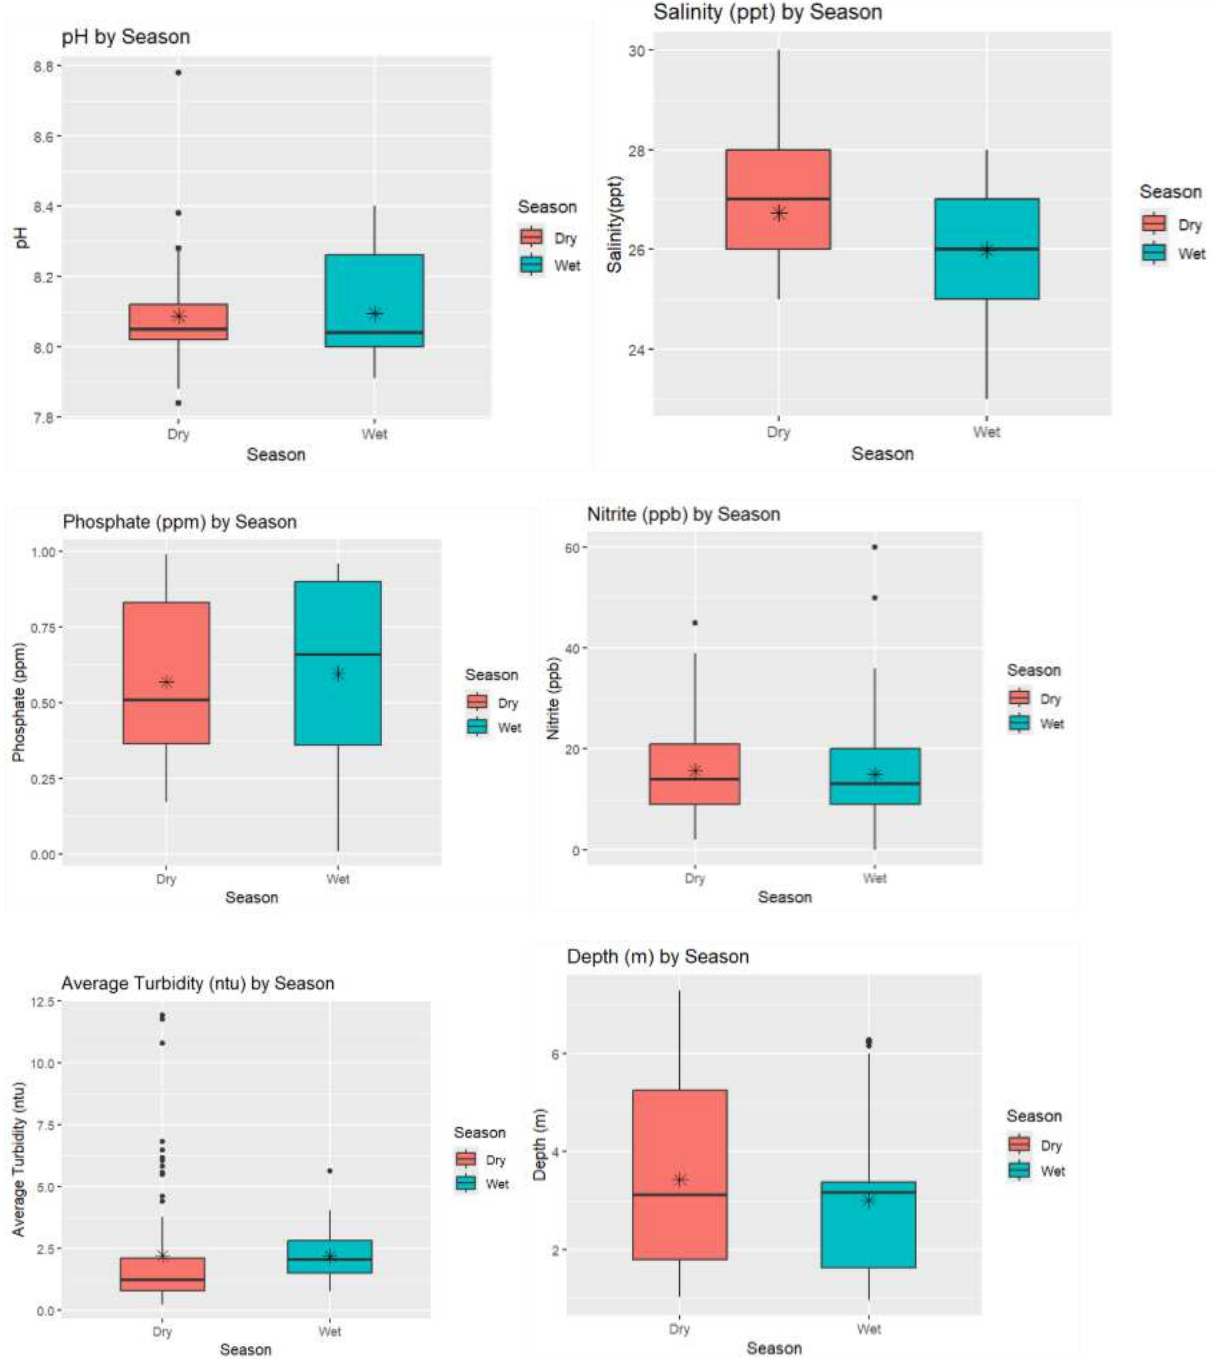 pH by Season
8.8
8.6
8.4
8.2
8.0
7.8
pH
Dry
Wet
Season
Season
Dry
Wet
Salinity (ppt) by Season
30
28
26
24
Salinity(ppt)
Dry
Wet
Season
Season
Dry
Wet
Phosphate (ppm) by Season
1.00
0.75
0.50
0.25
0.00
Phosphate (ppm)
Dry
Wet
Season
Season
Dry
Wet
Nitrite (ppb) by Season
60
40
20
0
Nitrite (ppb)
Dry
Wet
Season
Season
Dry
Wet
Average Turbidity (ntu) by Season
12.5
10.0
7.5
5.0
2.5
0.0
Average Turbidity (ntu)
Dry
Wet
Season
Season
Dry
Wet
Depth (m) by Season
6
4
2
Depth (m)
Dry
Wet
Season
Season
Dry
Wet